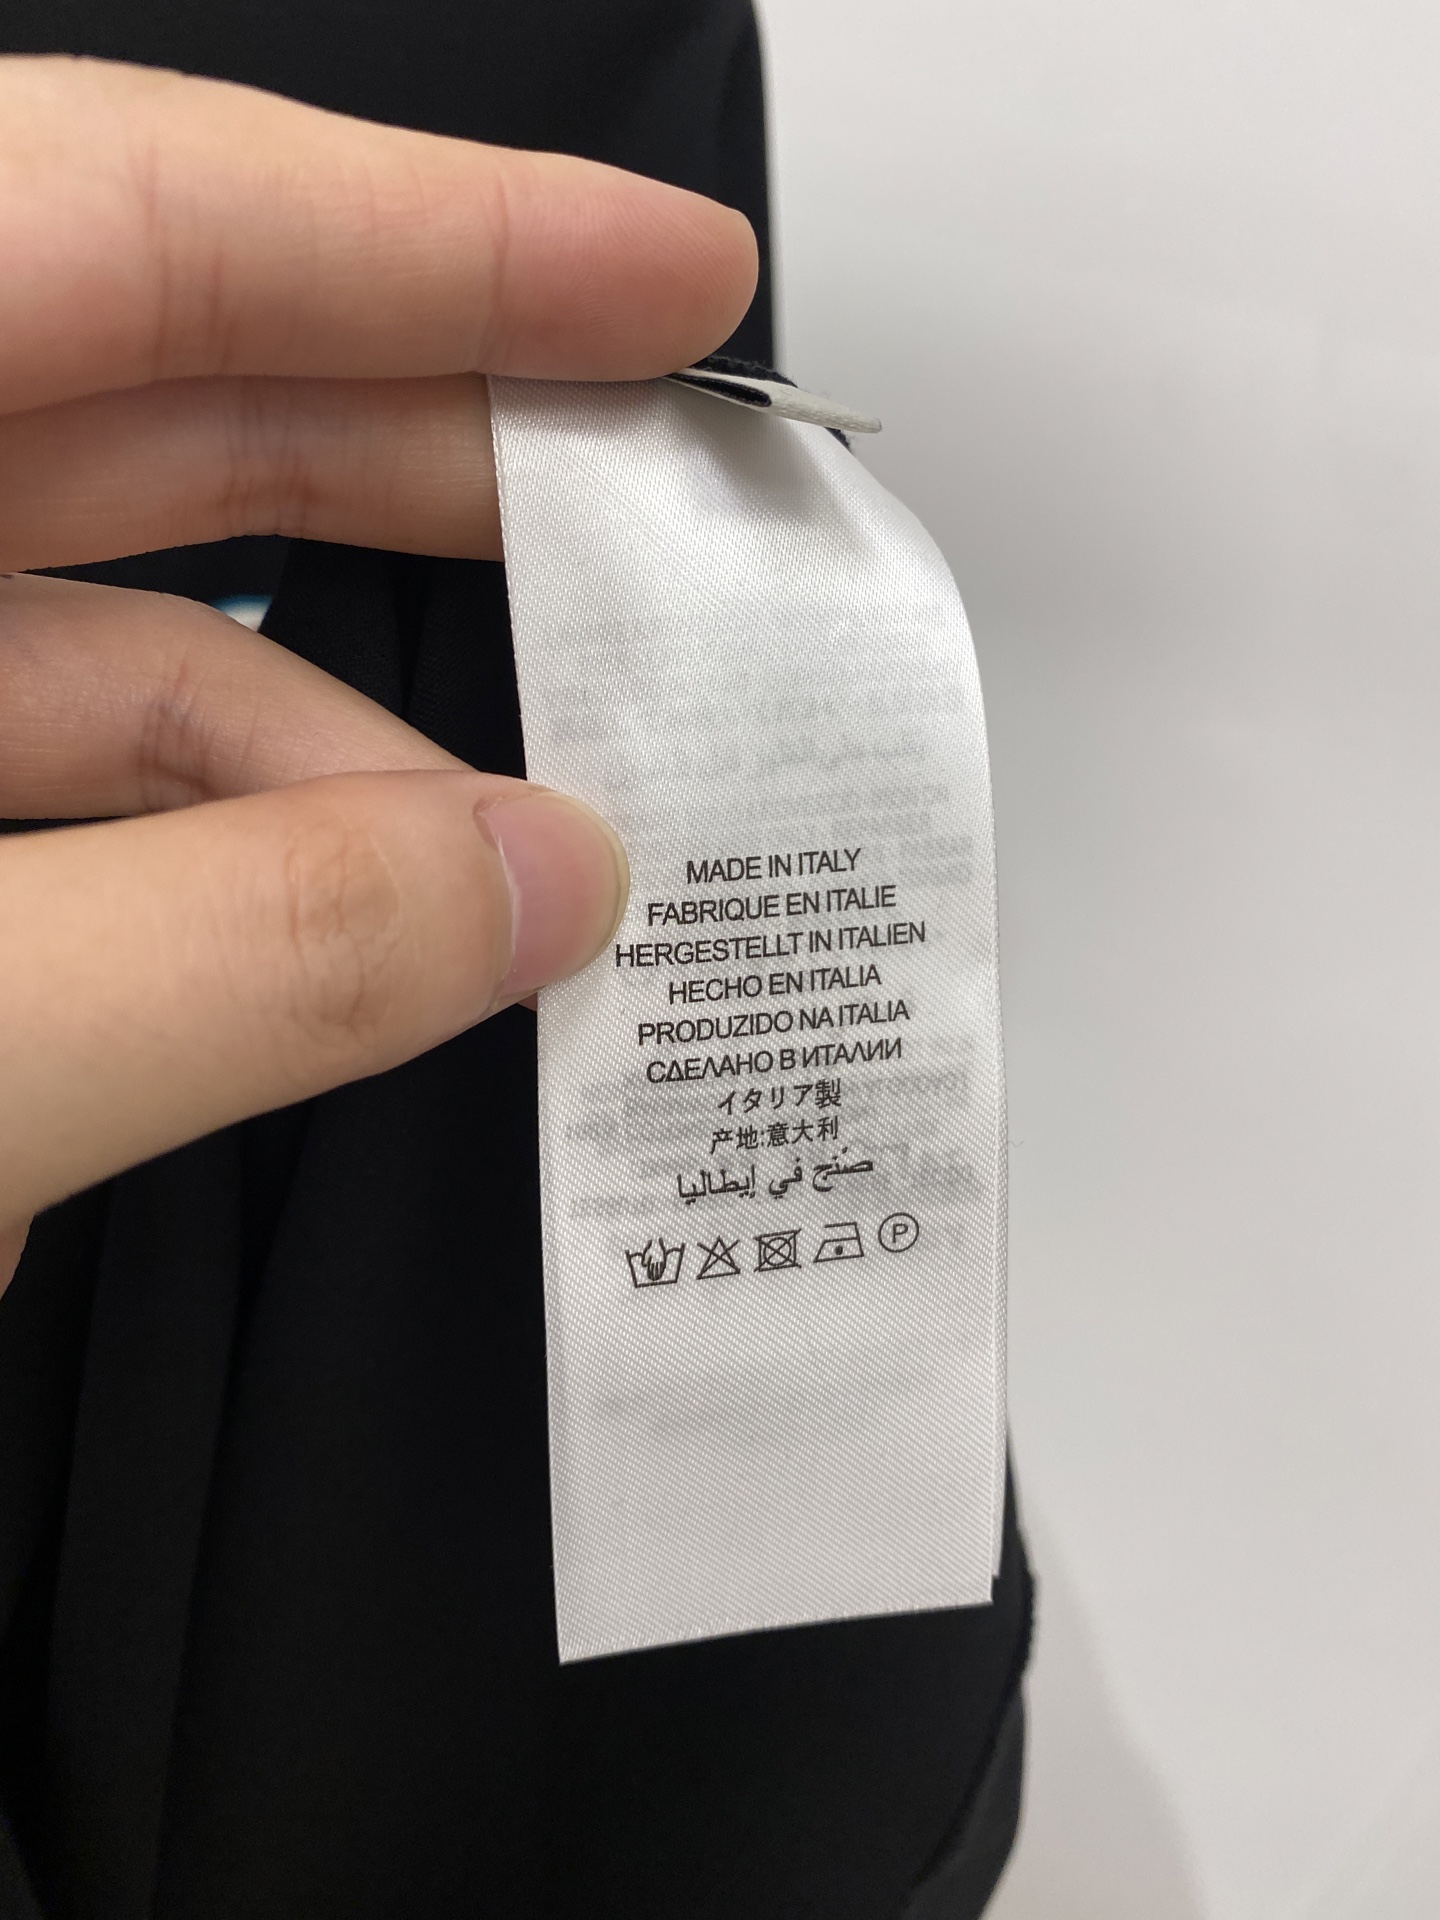 MADE IN ITALY
FABRIQUE EN ITALIE
HERGESTELLT IN ITALIEN
HECHO EN ITALIA
PRODUZIDO NA ITALIA
СДЕЛАНО В ИТАЛИИ
イタリア製
产地:意大利
صُنّج في إيطاليا
P